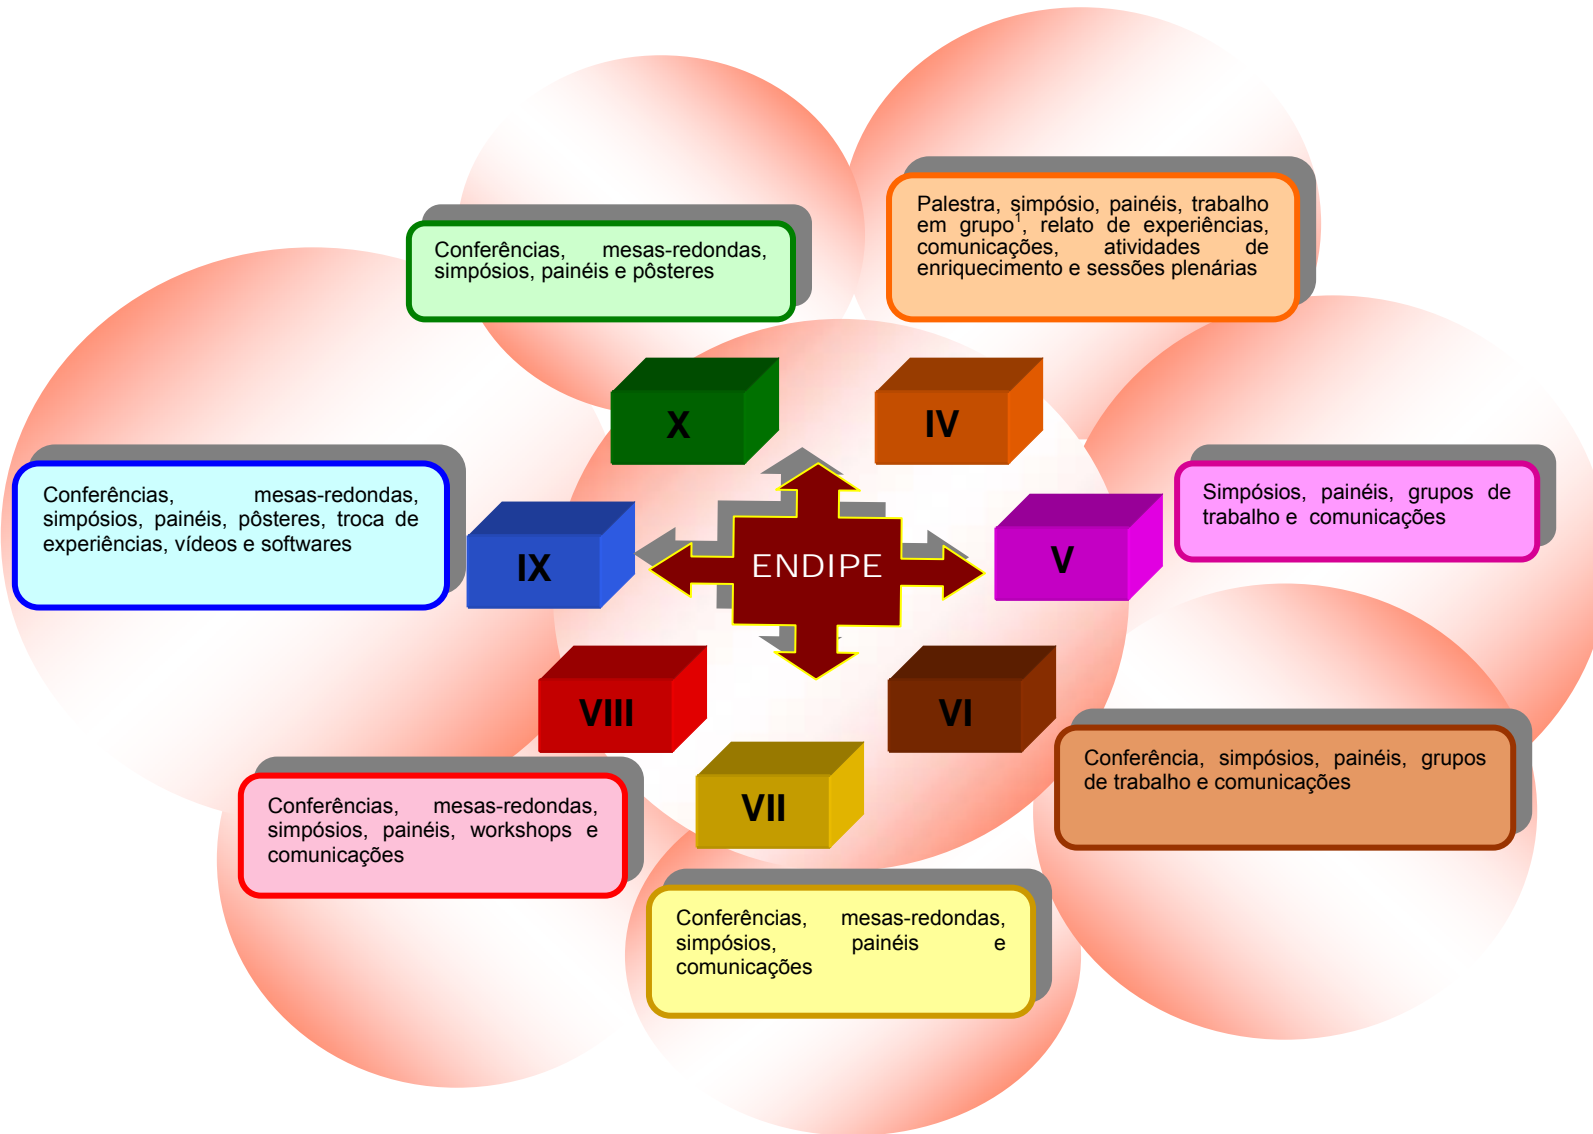 Conferências, mesas-redondas,
simpósios, painéis e pôsteres
Palestra, simpósio, painéis, trabalho
em grupo¹, relato de experiências,
comunicações, atividades de
enriquecimento e sessões plenárias
X
IV
Conferências, mesas-redondas,
simpósios, painéis, pôsteres, troca de
experiências, vídeos e softwares
IX
ENDIPE
V
Simpósios, painéis, grupos de
trabalho e comunicações
VIII
VI
Conferência, simpósios, painéis, grupos
de trabalho e comunicações
VII
Conferências, mesas-redondas,
simpósios, painéis, workshops e
comunicações
Conferências, mesas-redondas,
simpósios, painéis e
comunicações